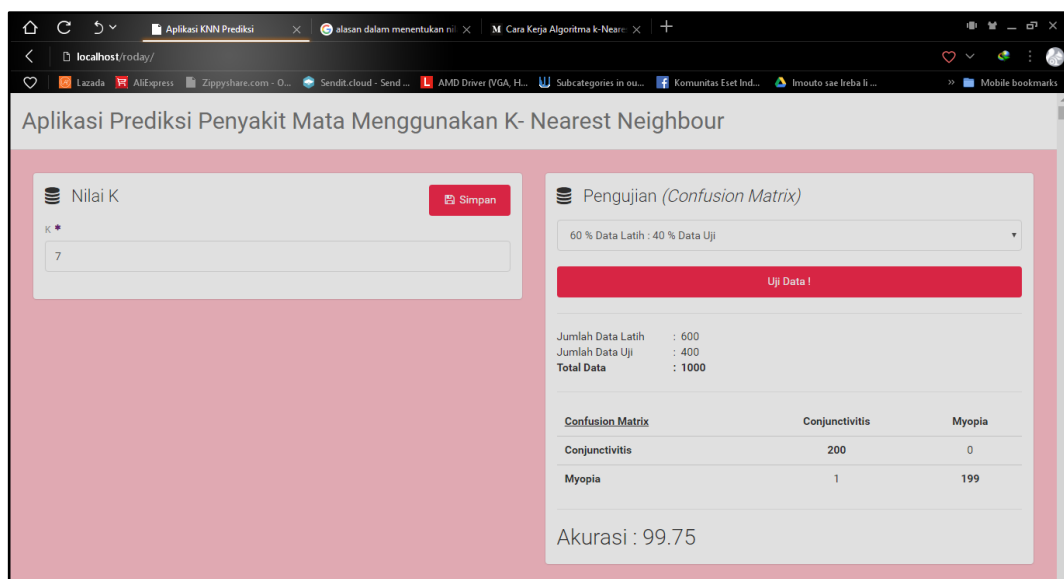 Aplikasi KNN Prediksi
alasan dalam menentukan nil
M Cara Kerja Algoritma k-Neare
localhost/roday/
Lazada AliExpress Zippyshare.com - O... Sendit.cloud - Send ... L AMD Driver (VGA, H... Subcategories in ou... Komunitas Eset Ind... Imouto sae Ireba Ii ... » Mobile bookmarks
Aplikasi Prediksi Penyakit Mata Menggunakan K- Nearest Neighbour
Nilai K
Simpan
K *
7
Pengujian (Confusion Matrix)
60 % Data Latih : 40 % Data Uji
Uji Data !
Jumlah Data Latih : 600
Jumlah Data Uji : 400
Total Data : 1000
Confusion Matrix Conjunctivitis Myopia
Conjunctivitis 200 0
Myopia 1 199
Akurasi : 99.75